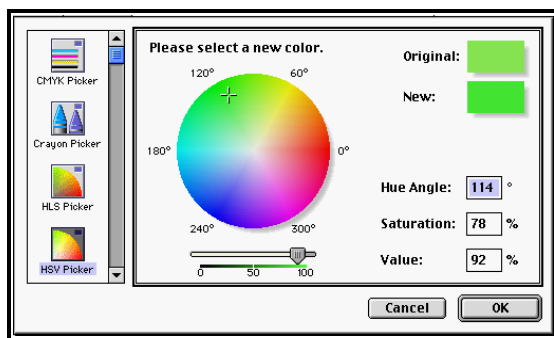 CMYK Picker
Crayon Picker
HLS Picker
HSV Picker
Please select a new color.
120°
60°
180°
0°
240°
300°
0
50
100
Original:
New:
Hue Angle: 114 °
Saturation: 78 %
Value: 92 %
Cancel
OK